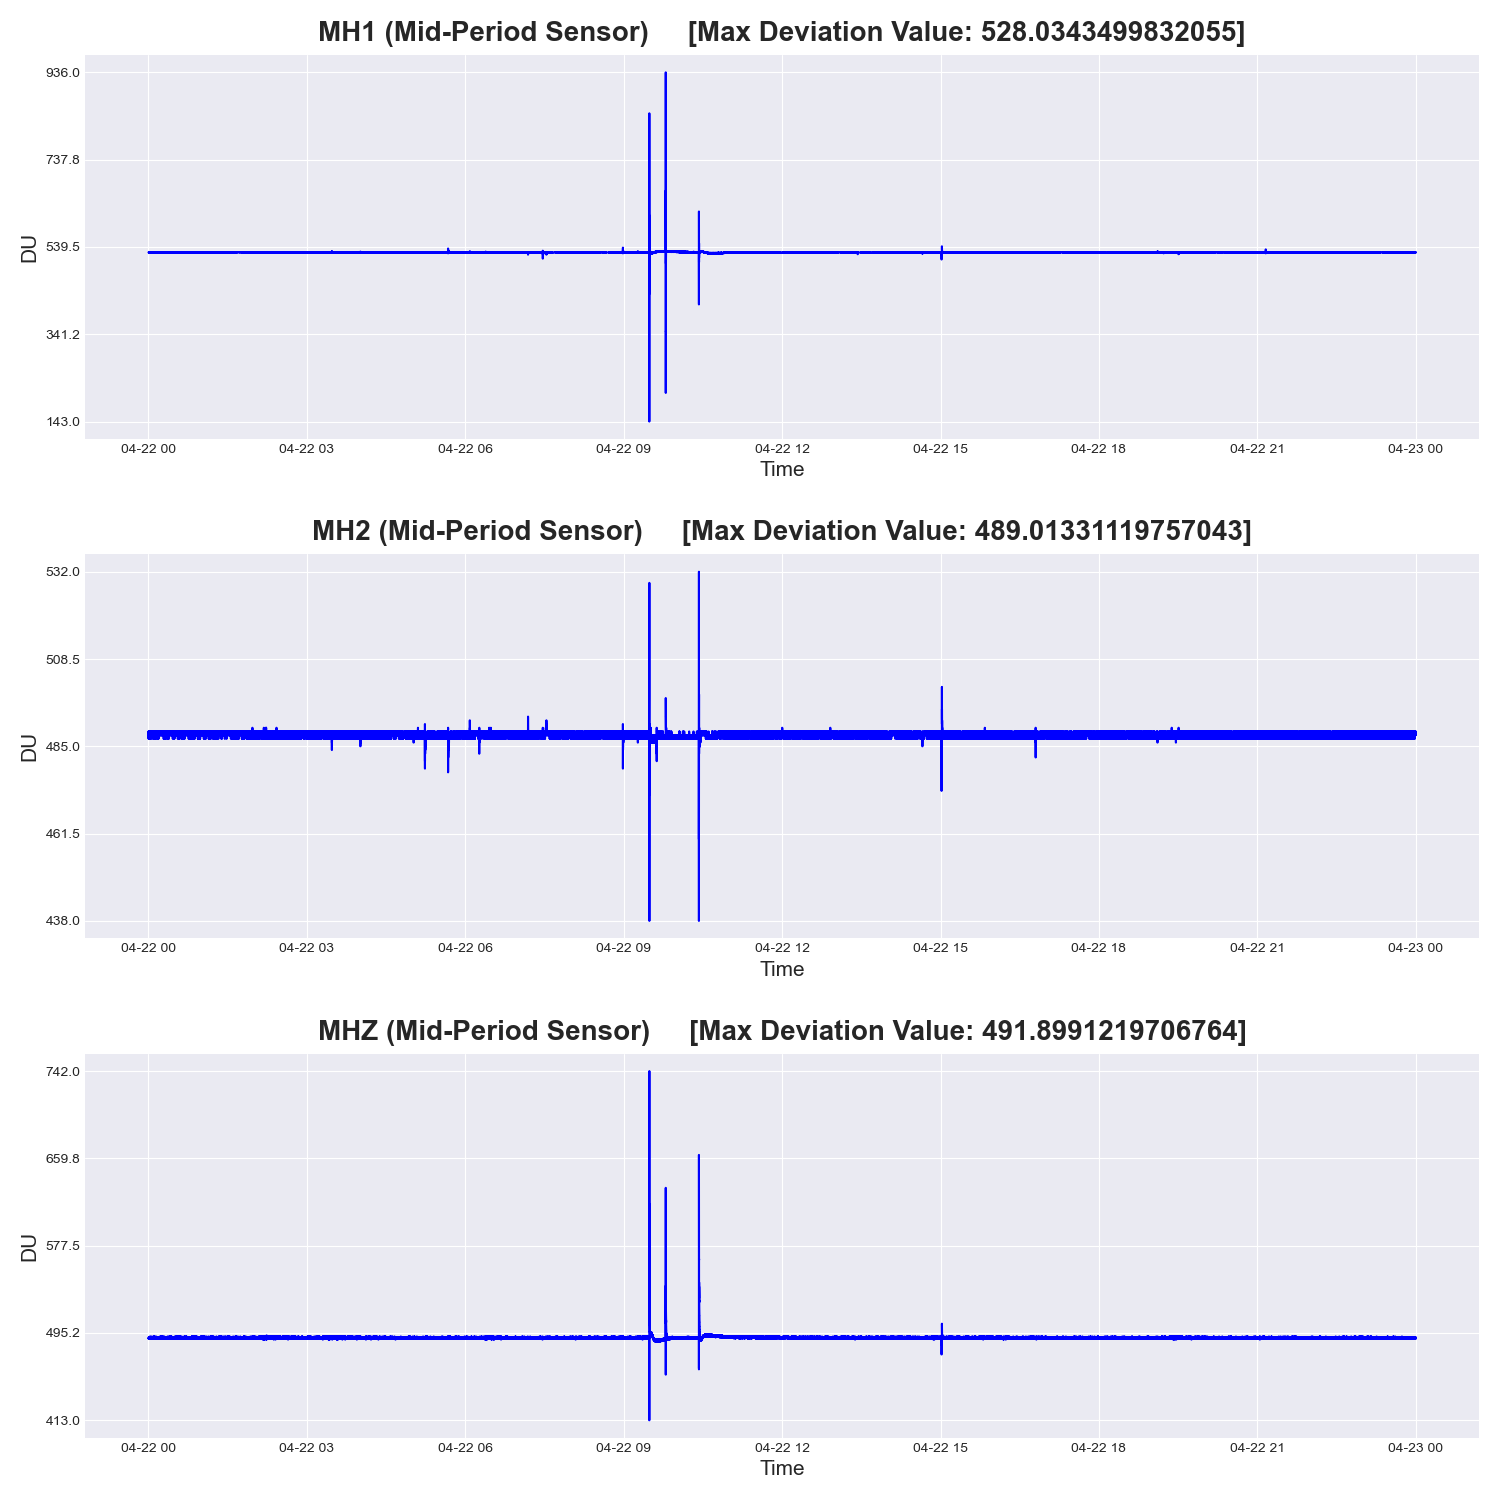 MH1 (Mid-Period Sensor) [Max Deviation Value: 528.0343499832055]
936.0
737.8
539.5
341.2
143.0
DU
04-22 00 04-22 03 04-22 06 04-22 09 04-22 12 04-22 15 04-22 18 04-22 21 04-23 00
Time
MH2 (Mid-Period Sensor) [Max Deviation Value: 489.01331119757043]
532.0
508.5
485.0
461.5
438.0
DU
04-22 00 04-22 03 04-22 06 04-22 09 04-22 12 04-22 15 04-22 18 04-22 21 04-23 00
Time
MHZ (Mid-Period Sensor) [Max Deviation Value: 491.8991219706764]
742.0
659.8
577.5
495.2
413.0
DU
04-22 00 04-22 03 04-22 06 04-22 09 04-22 12 04-22 15 04-22 18 04-22 21 04-23 00
Time